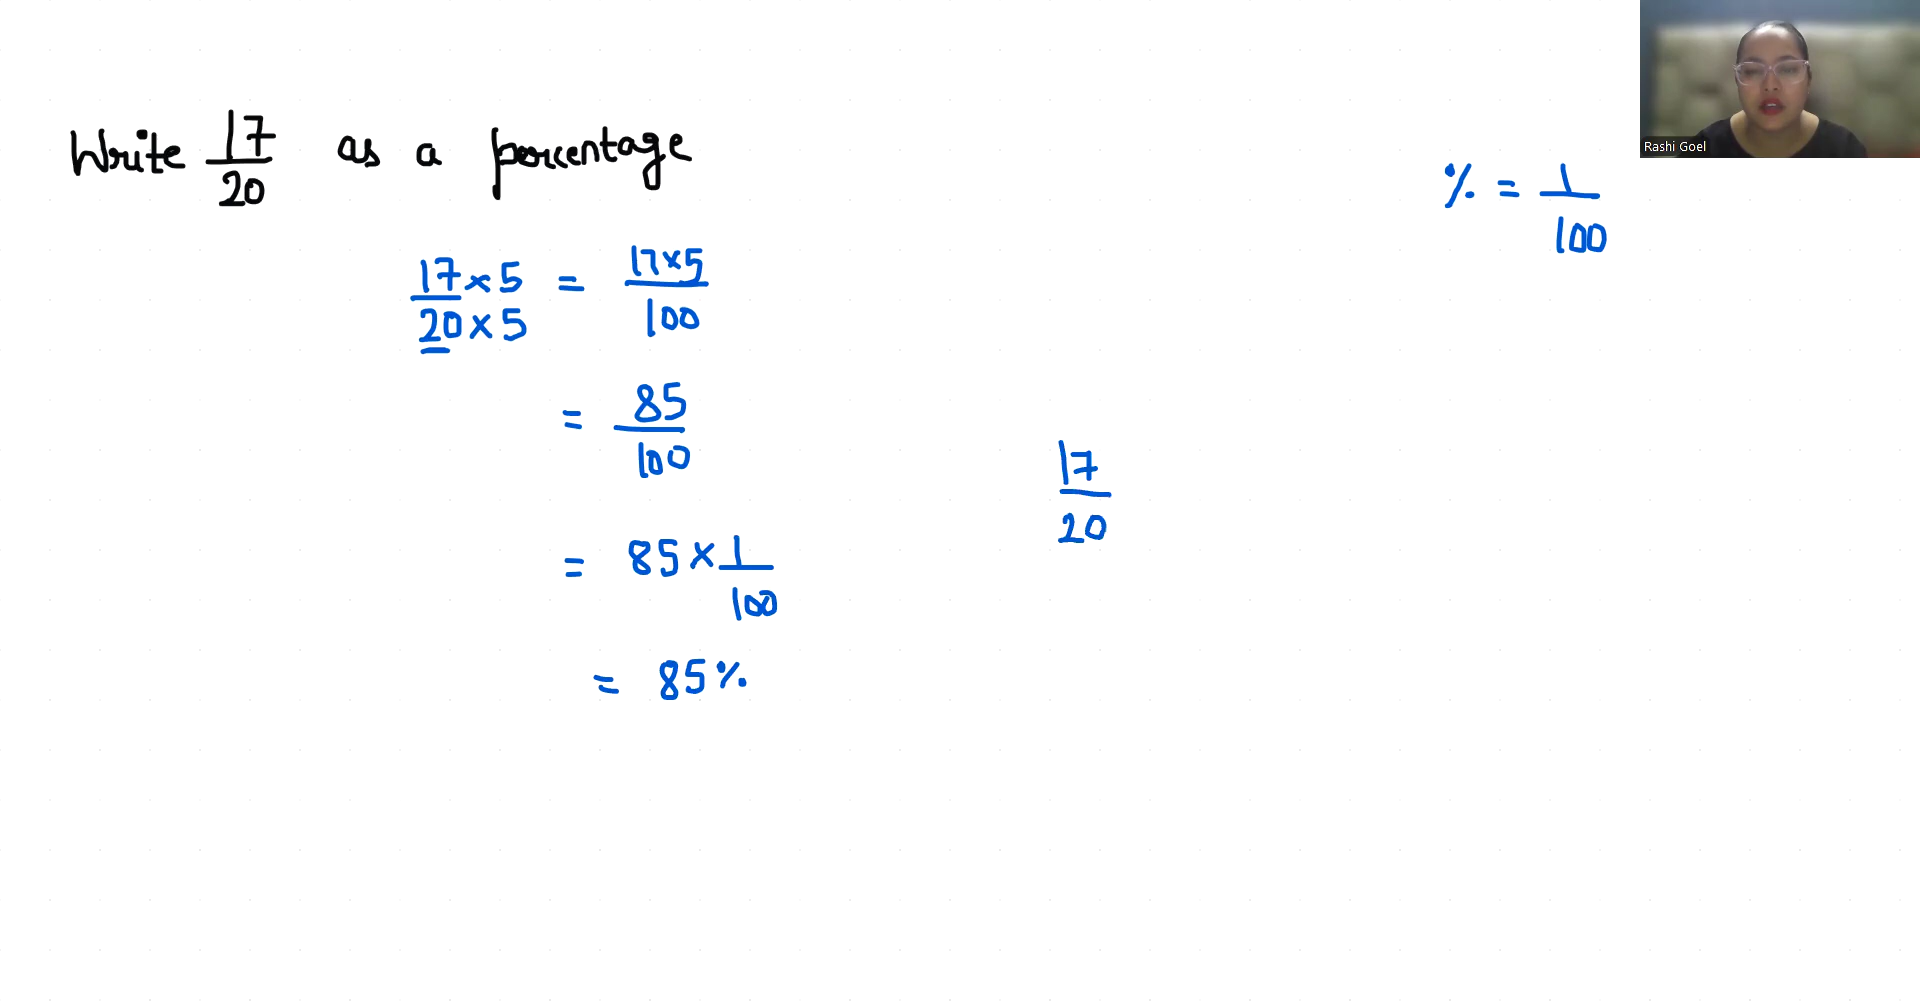 Write 17/20 as a percentage
% = 1/100
17×5/20×5 = 17×5/100
= 85/100
= 85 × 1/100
= 85%
17/20
Rashi Goel